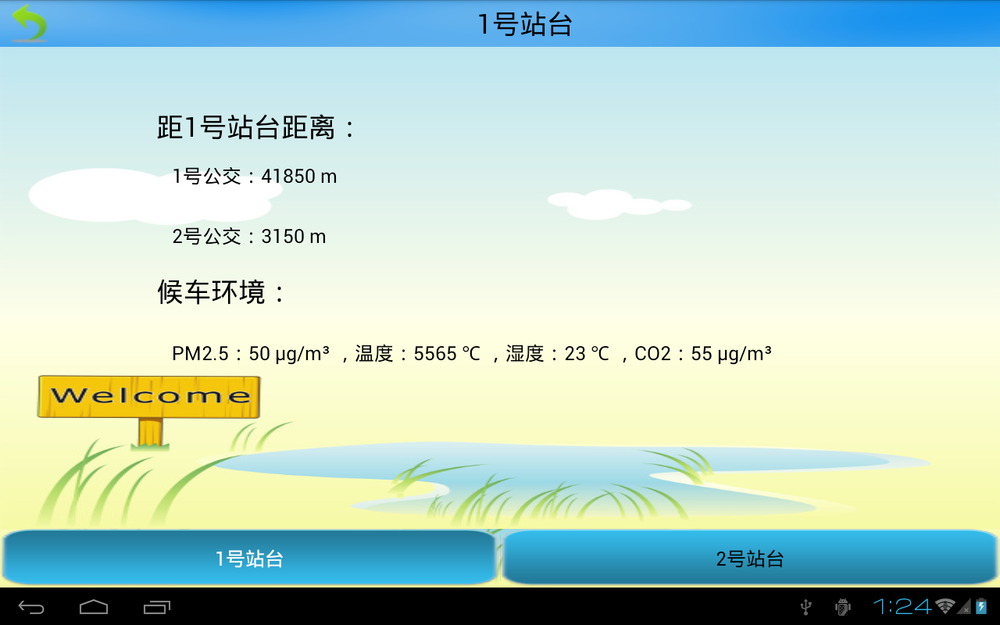 1号站台
距1号站台距离：
1号公交：41850 m
2号公交：3150 m
候车环境：
PM2.5：50 μg/m³ ，温度：5565 ℃ ，湿度：23 ℃ ，CO2：55 μg/m³
Welcome
1号站台
2号站台
1:24